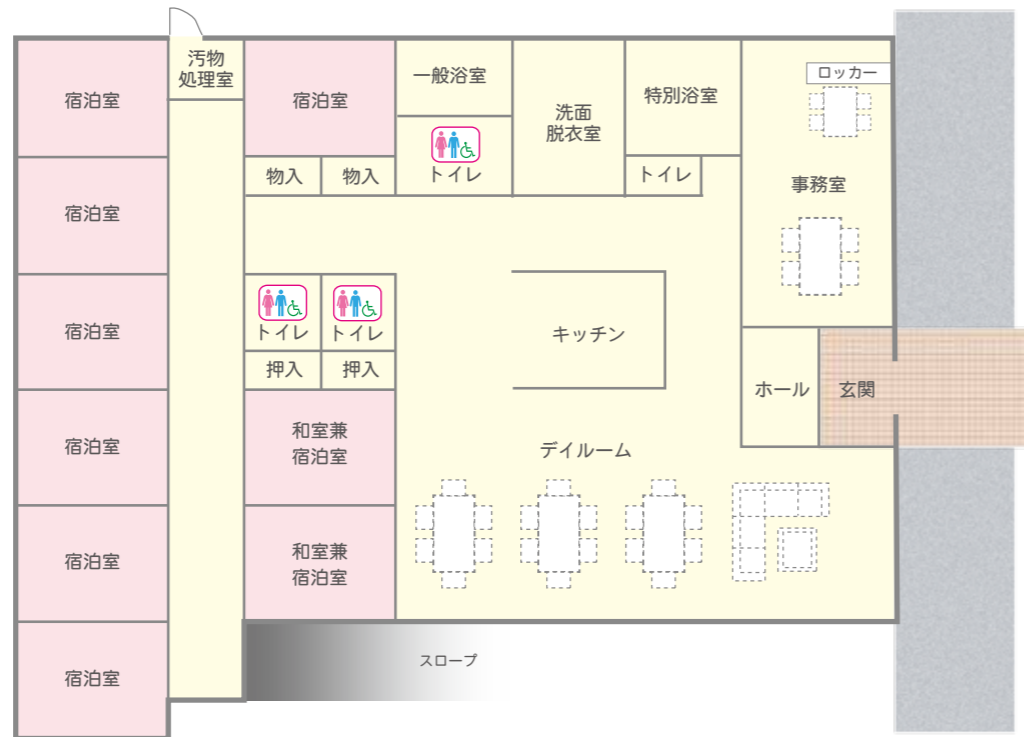 汚物
処理室
宿泊室
宿泊室
一般浴室
洗面
脱衣室
特別浴室
ロッカー
物入
物入
トイレ
トイレ
事務室
宿泊室
宿泊室
トイレ
トイレ
キッチン
押入
押入
ホール
玄関
宿泊室
和室兼
宿泊室
デイルーム
宿泊室
和室兼
宿泊室
宿泊室
スロープ